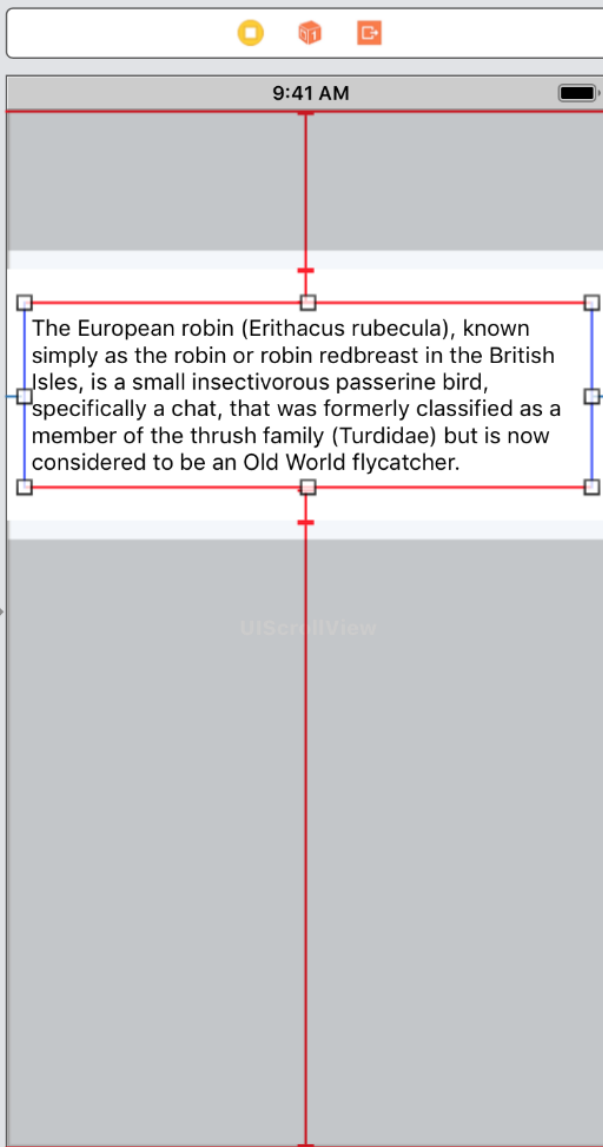 9:41 AM
The European robin (Erithacus rubecula), known
simply as the robin or robin redbreast in the British
Isles, is a small insectivorous passerine bird,
specifically a chat, that was formerly classified as a
member of the thrush family (Turdidae) but is now
considered to be an Old World flycatcher.
UIScrollView